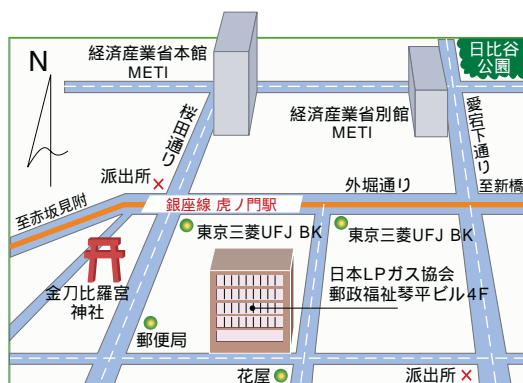 経済産業省本館
METI
日比谷
公園
N
桜田通り
経済産業省別館
METI
愛宕下通り
派出所
外堀通り
至新橋
至赤坂見附
銀座線 虎ノ門駅
東京三菱UFJ BK
東京三菱UFJ BK
日本LPガス協会
郵政福祉琴平ビル4F
金刀比羅宮
神社
郵便局
花屋
派出所